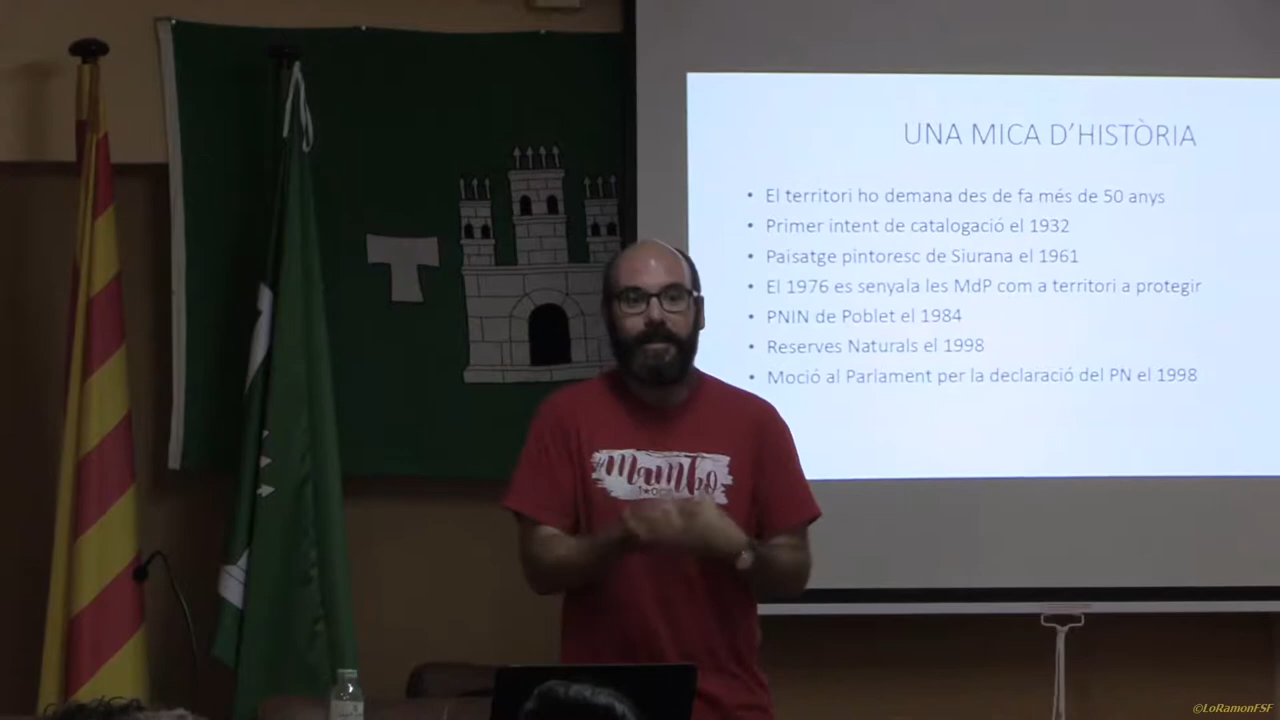 UNA MICA D'HISTÒRIA
• El territori ho demana des de fa més de 50 anys
• Primer intent de catalogació el 1932
• Paisatge pintoresc de Siurana el 1961
• El 1976 es senyala les MdP com a territori a protegir
• PNIN de Poblet el 1984
• Reserves Naturals el 1998
• Moció al Parlament per la declaració del PN el 1998
#mambo
©LoRamonFSF